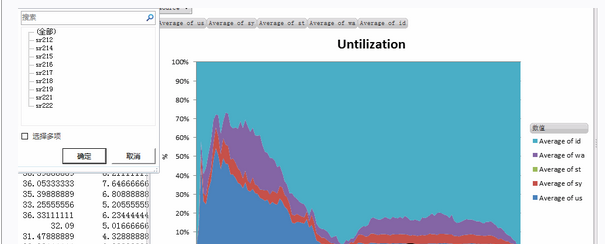 搜索
(全部)
sr212
sr214
sr215
sr216
sr217
sr218
sr219
sr221
sr222
选择多项
确定
取消
36.05333333 7.64666666
35.39888889 6.80888888
33.25555556 5.20555555
36.33111111 6.23444444
32.09 5.01666666
31.47888889 4.32888888
Average of us
Average of sy
Average of st
Average of wa
Average of id
Untilization
100%
90%
80%
70%
60%
50%
40%
30%
20%
10%
%
数值
Average of id
Average of wa
Average of st
Average of sy
Average of us